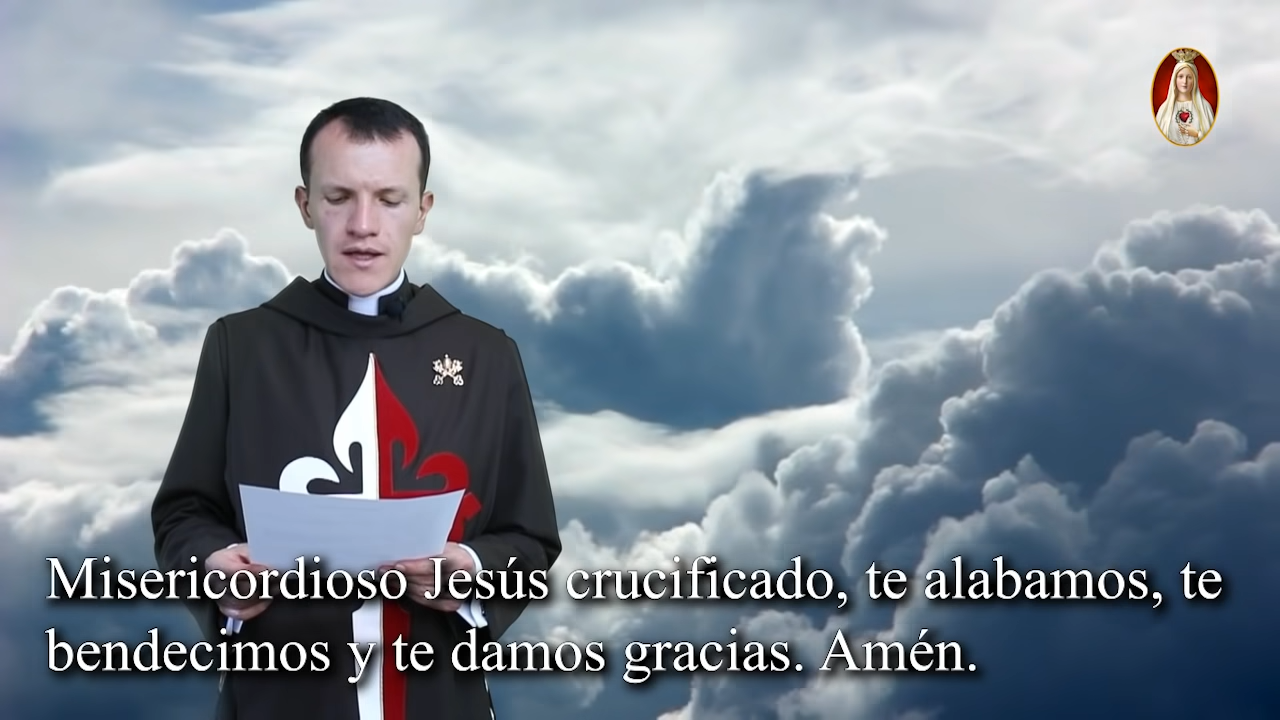 Misericordioso Jesús crucificado, te alabamos, te
bendecimos y te damos gracias. Amén.